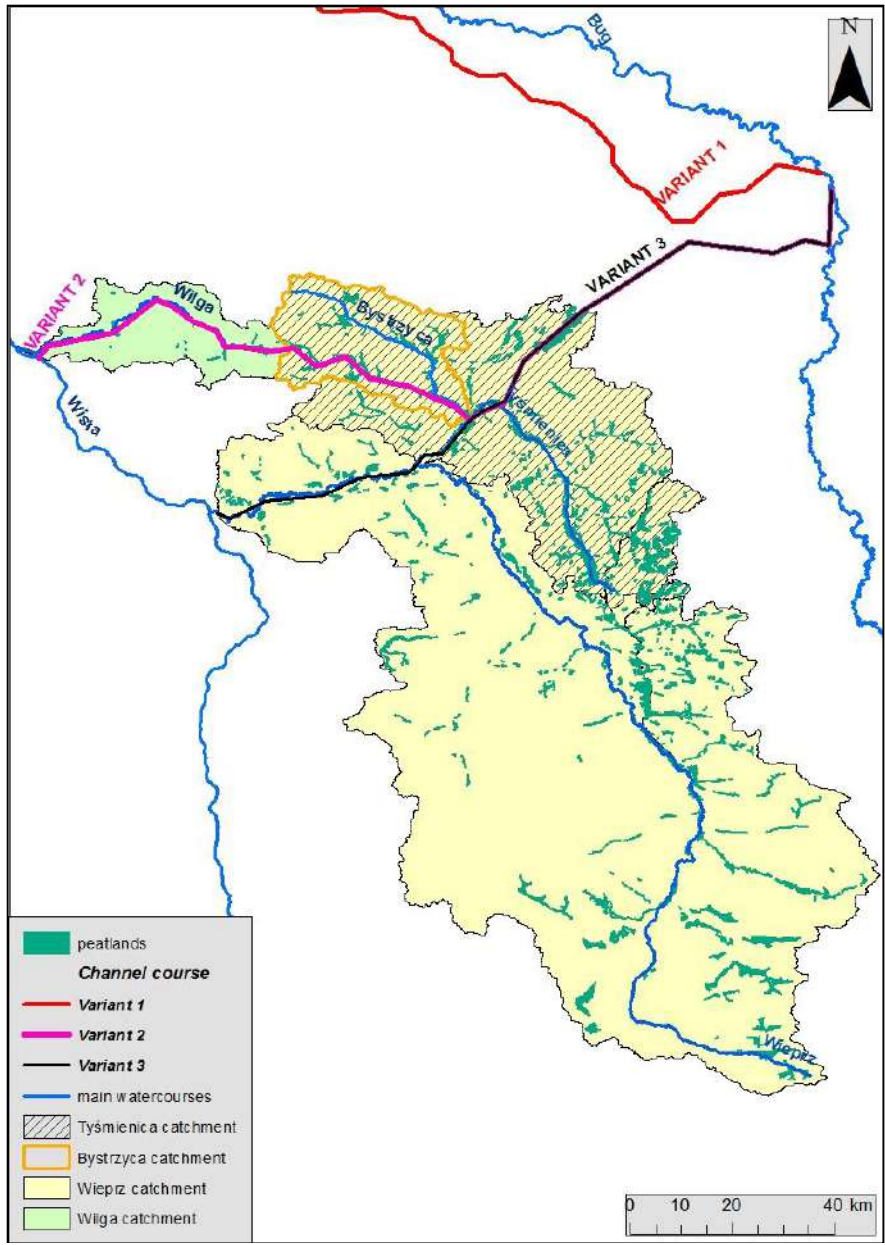 Bug
N
VARIANT 1
VARIANT 3
VARIANT 2
Wilga
Bystrzyca
Wisła
Wieprz
peatlands
Channel course
Variant 1
Variant 2
Variant 3
main watercourses
Tyśmienica catchment
Bystrzyca catchment
Wieprz catchment
Wilga catchment
0 10 20 40 km